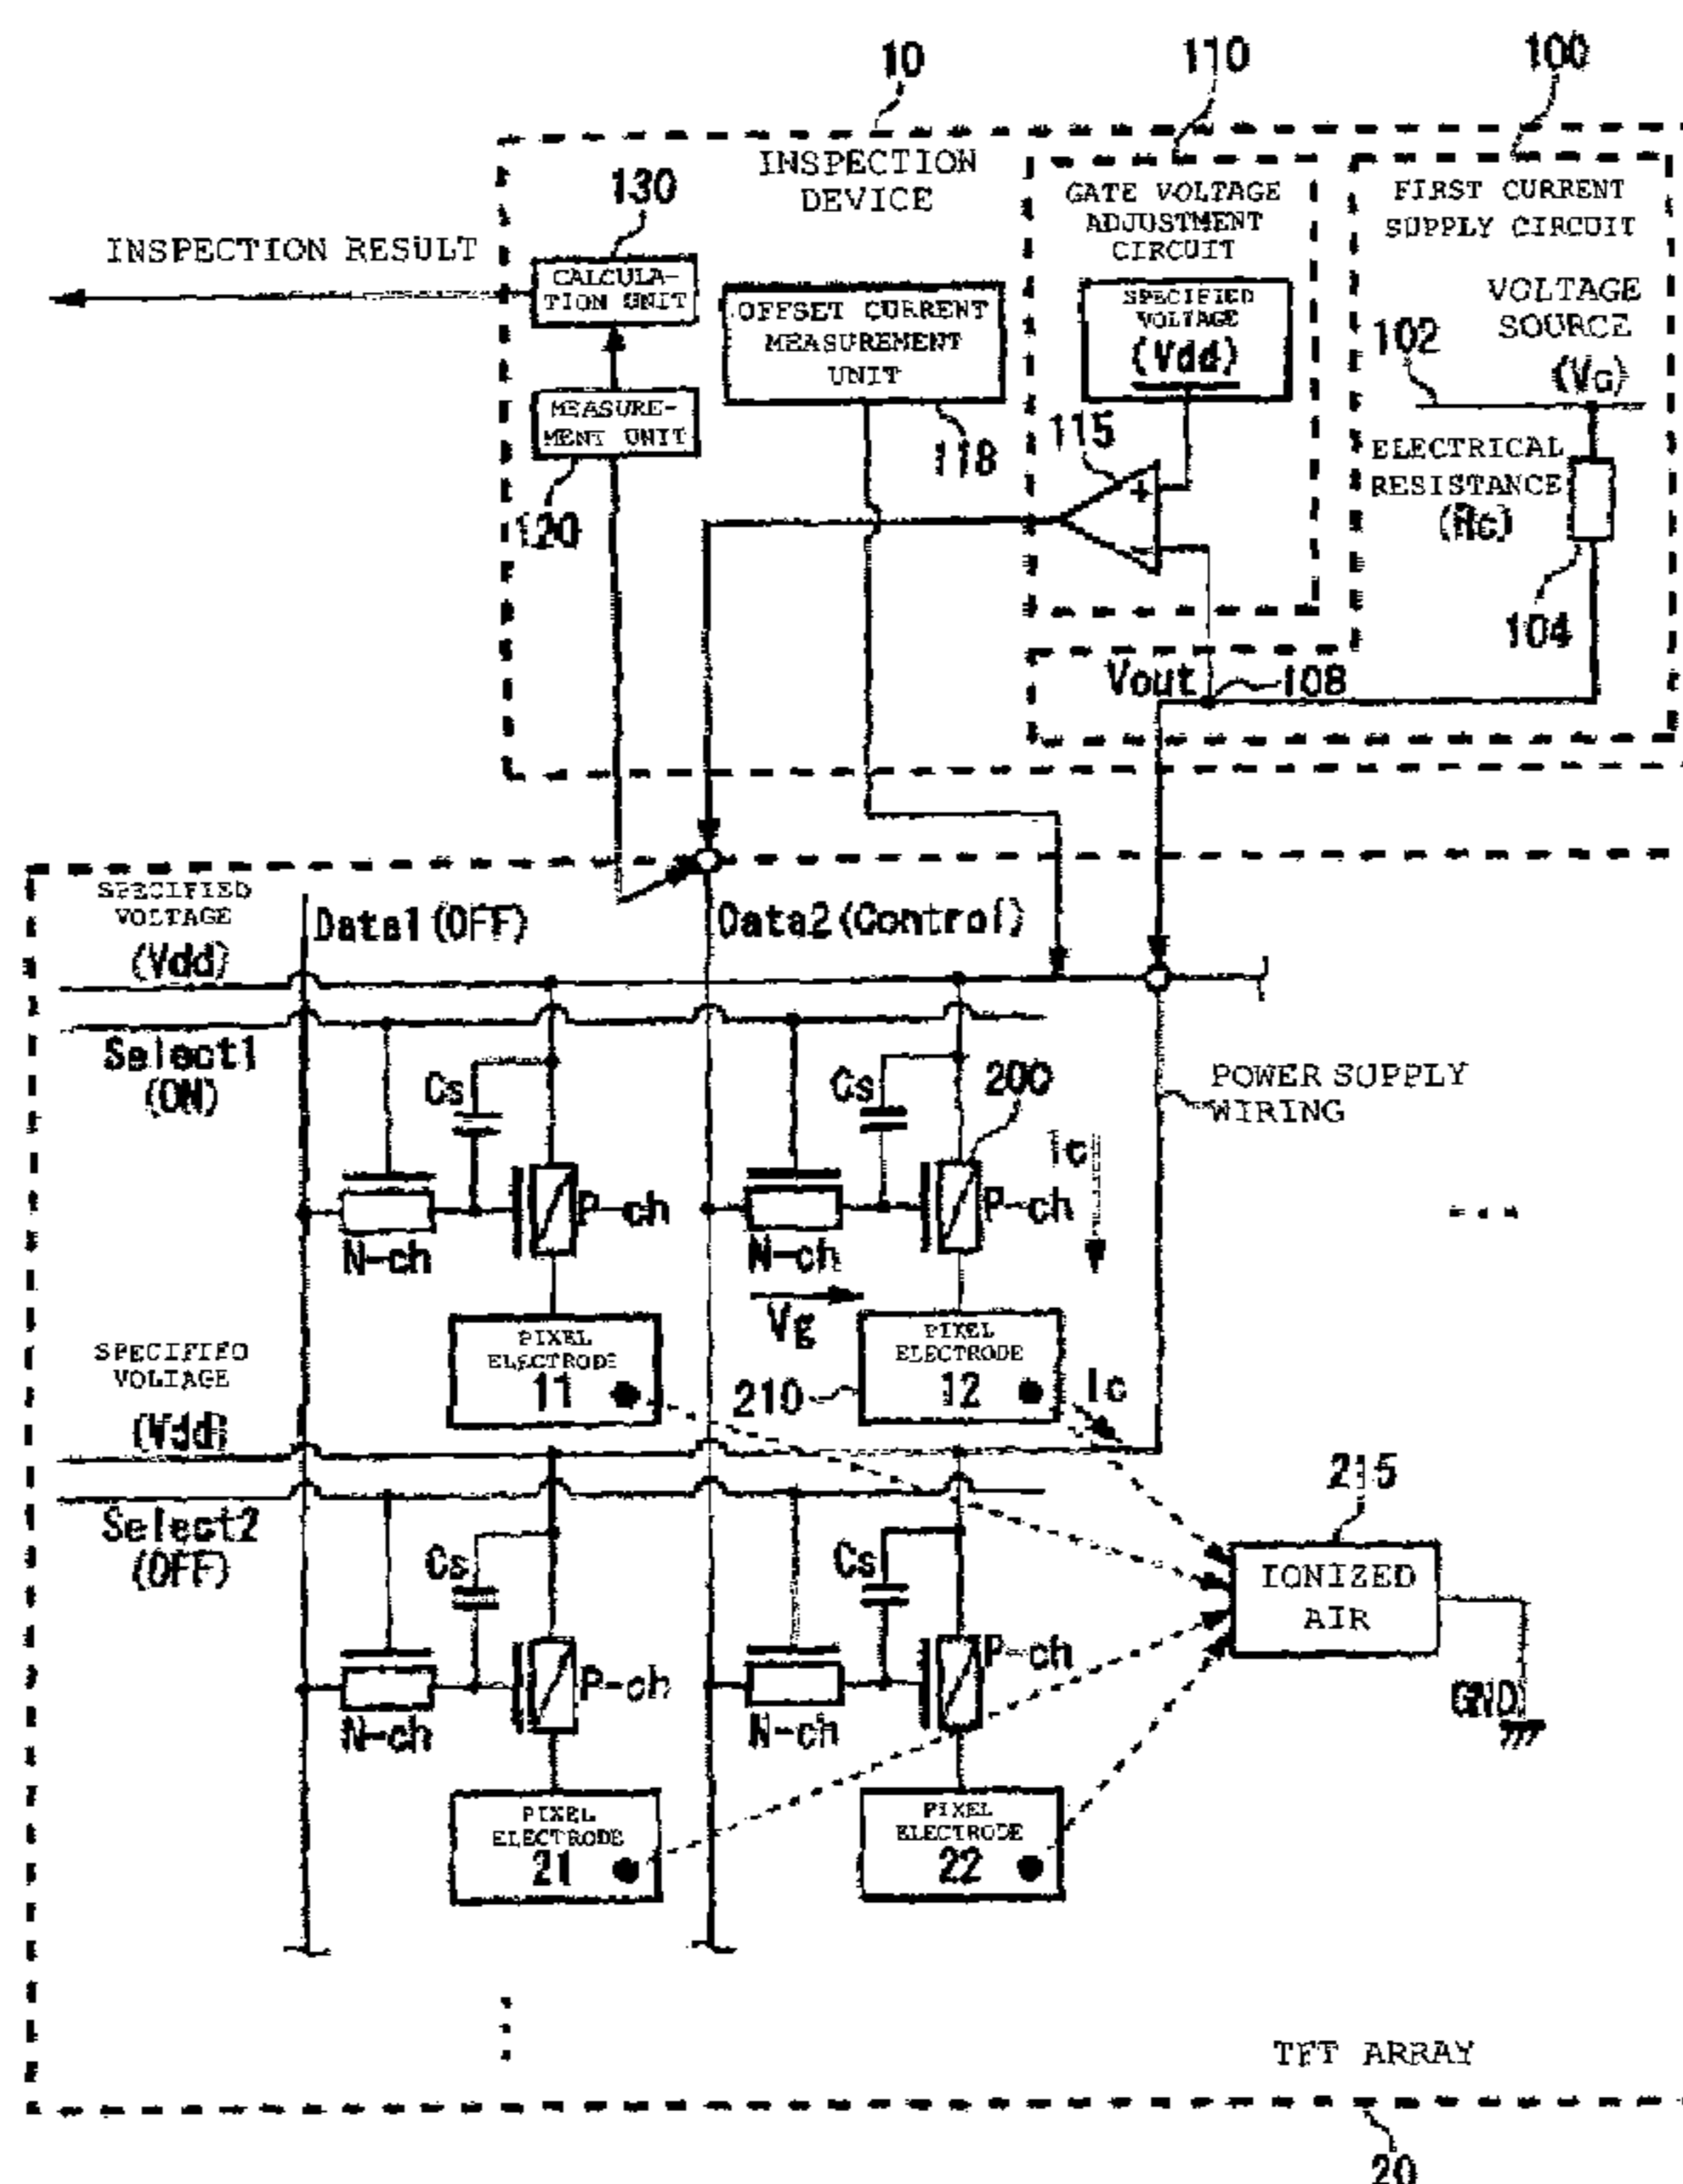 10
110
100
INSPECTION
DEVICE
130
GATE VOLTAGE
ADJUSTMENT
CIRCUIT
FIRST CURRENT
SUPPLY CIRCUIT
INSPECTION RESULT
CALCULA-
TION UNIT
OFFSET CURRENT
MEASUREMENT
UNIT
SPECIFIED
VOLTAGE
(Vdd)
VOLTAGE
SOURCE
(VG)
102
MEASURE-
MENT UNIT
118
115
+
−
ELECTRICAL
RESISTANCE
120
104
Vout
108
SPECIFIED
VOLTAGE
(Vdd)
Data1(OFF)
Data2(Control)
Select1
(ON)
Cs
Cs
200
POWER SUPPLY
WIRING
Ic
P-ch
P-ch
N-ch
N-ch
Vg
...
SPECIFIED
VOLTAGE
(Vdd)
PIXEL
ELECTRODE
11
PIXEL
ELECTRODE
12
210
Ic
Select2
(OFF)
215
Cs
Cs
IONIZED
AIR
P-ch
P-ch
N-ch
N-ch
GND
PIXEL
ELECTRODE
21
PIXEL
ELECTRODE
22
TFT ARRAY
20